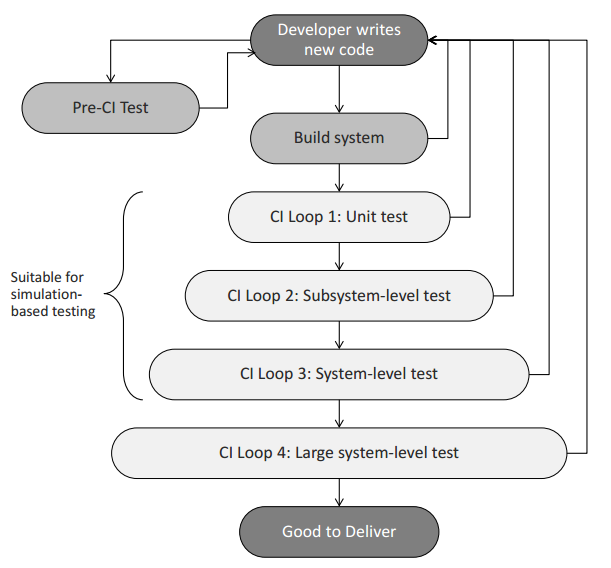 Developer writes
new code
Pre-CI Test
Build system
CI Loop 1: Unit test
Suitable for
simulation-
based testing
CI Loop 2: Subsystem-level test
CI Loop 3: System-level test
CI Loop 4: Large system-level test
Good to Deliver